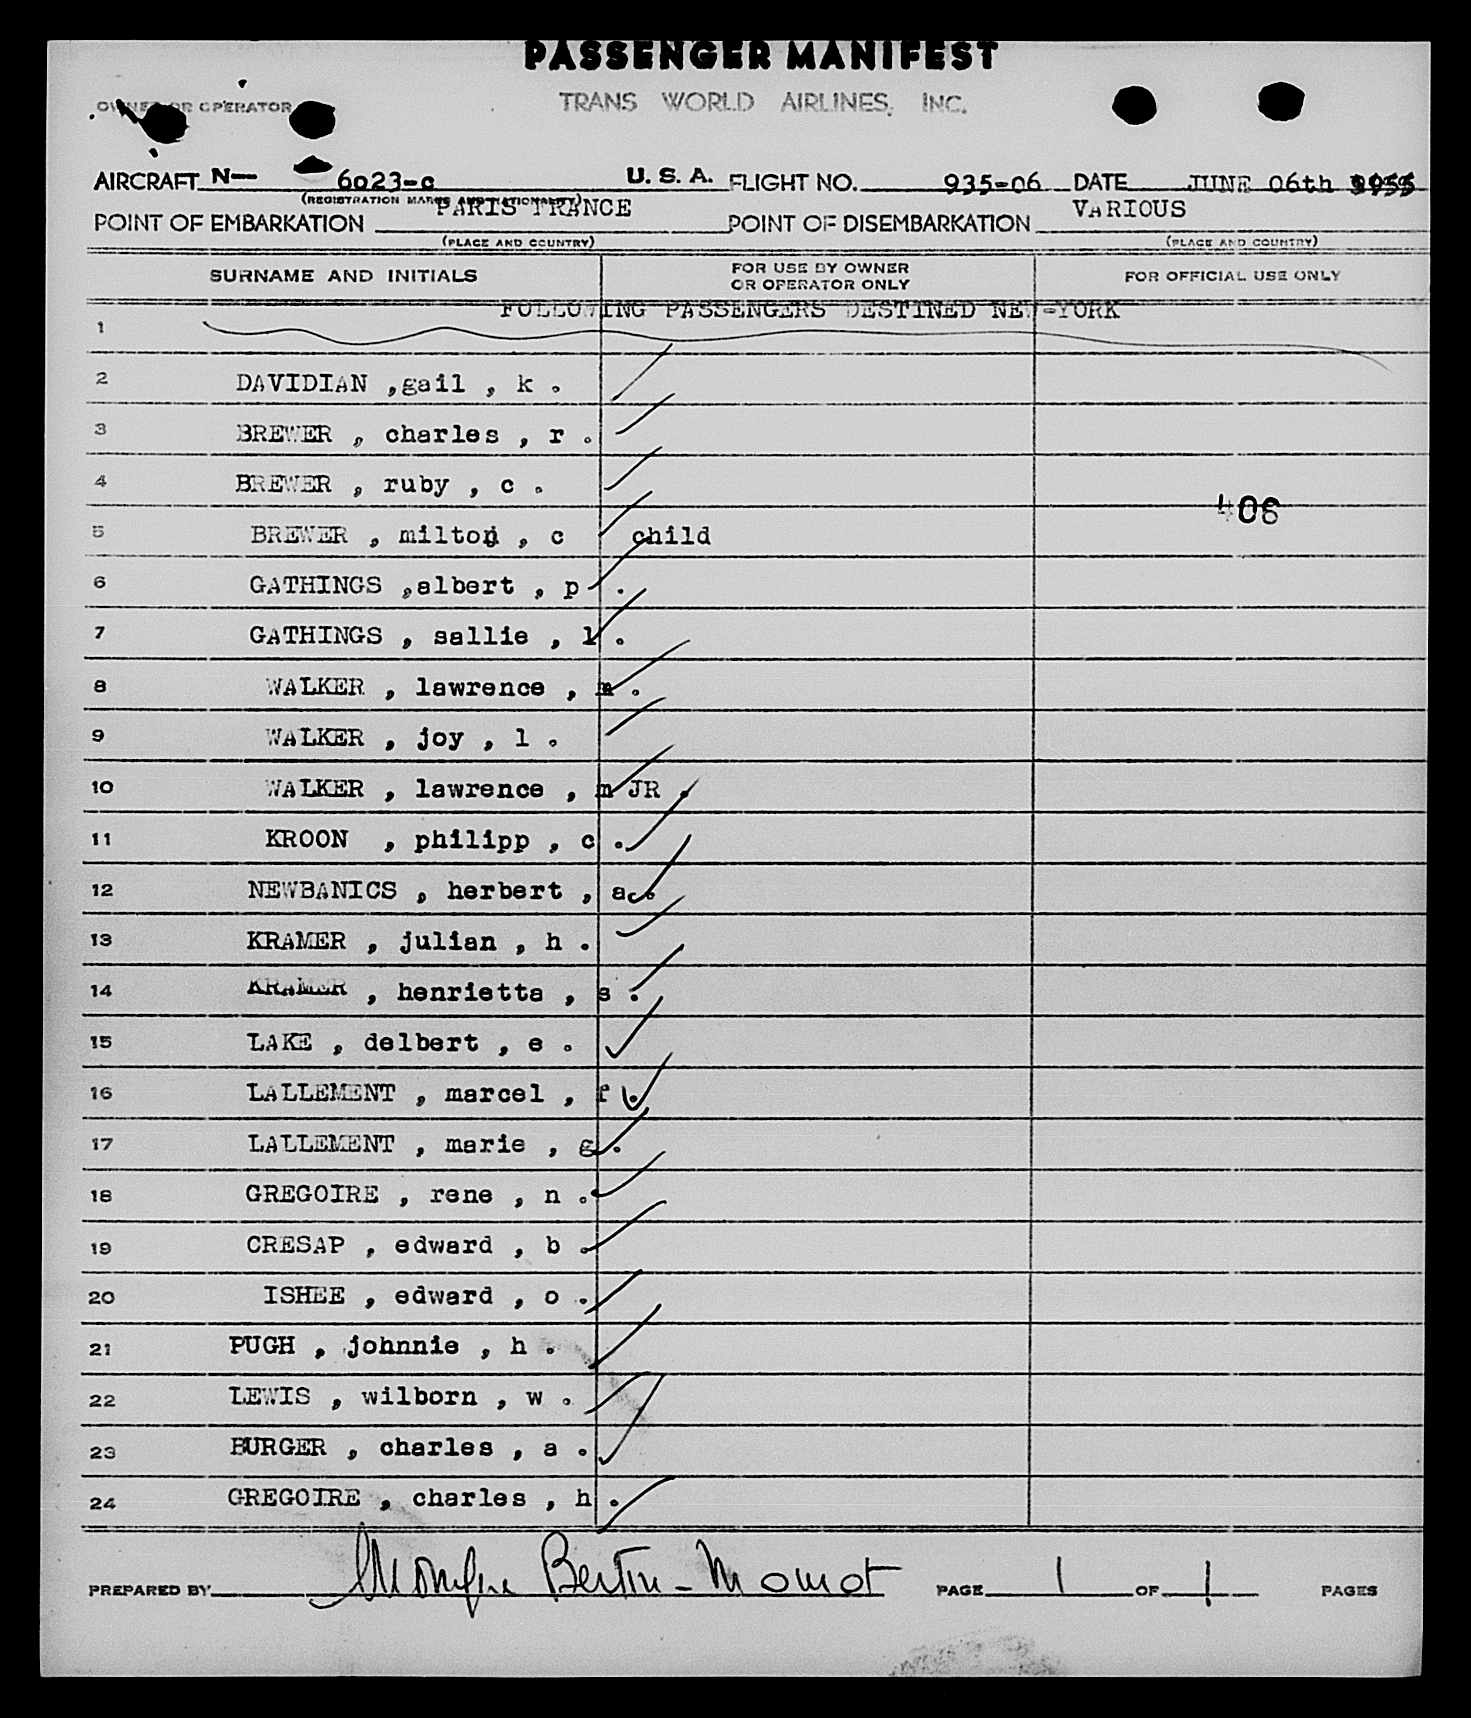 PASSENGER MANIFEST
OWNER OR OPERATOR TRANS WORLD AIRLINES, INC.
AIRCRAFT N— 6023-c U. S. A. FLIGHT NO. 935-06 DATE JUNE 06th 1955
(REGISTRATION MARKS AND NATIONALITY)
POINT OF EMBARKATION PARIS FRANCE POINT OF DISEMBARKATION VARIOUS
(PLACE AND COUNTRY) (PLACE AND COUNTRY)
SURNAME AND INITIALS FOR USE BY OWNER OR OPERATOR ONLY FOR OFFICIAL USE ONLY
FOLLOWING PASSENGERS DESTINED NEW-YORK
1
2 DAVIDIAN ,gail , k .
3 BREWER , charles , r .
4 BREWER , ruby , c .
406
5 BREWER , milton , c child
6 GATHINGS ,albert , p .
7 GATHINGS , sallie , l .
8 WALKER , lawrence , m .
9 WALKER , joy , l .
10 WALKER , lawrence , m JR .
11 KROON , philipp , c .
12 NEWBANICS , herbert , a .
13 KRAMER , julian , h .
14 KRAMER , henrietta , s .
15 LAKE , delbert , e .
16 LALLEMENT , marcel , f .
17 LALLEMENT , marie , g .
18 GREGOIRE , rene , n .
19 CRESAP , edward , b .
20 ISHEE , edward , o .
21 PUGH , johnnie , h .
22 LEWIS , wilborn , w .
23 BURGER , charles , a .
24 GREGOIRE , charles , h .
PREPARED BY Monique Bertin-Momot PAGE 1 OF 1 PAGES